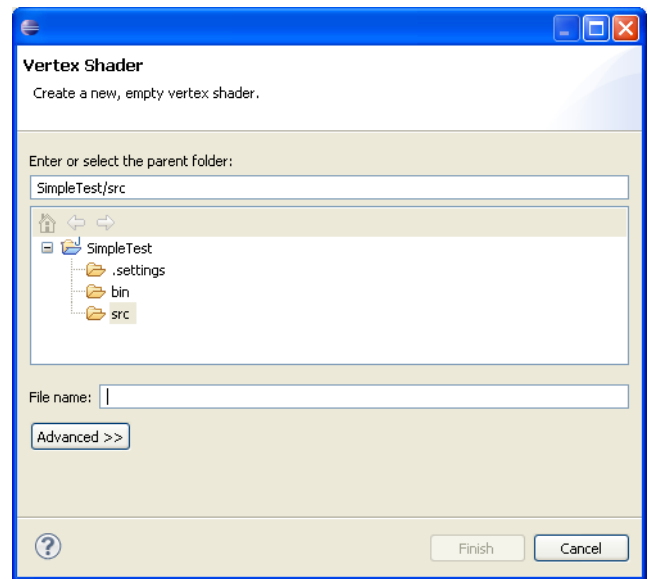 Vertex Shader
Create a new, empty vertex shader.
Enter or select the parent folder:
SimpleTest/src
SimpleTest
.settings
bin
src
File name:
Advanced >>
Finish Cancel